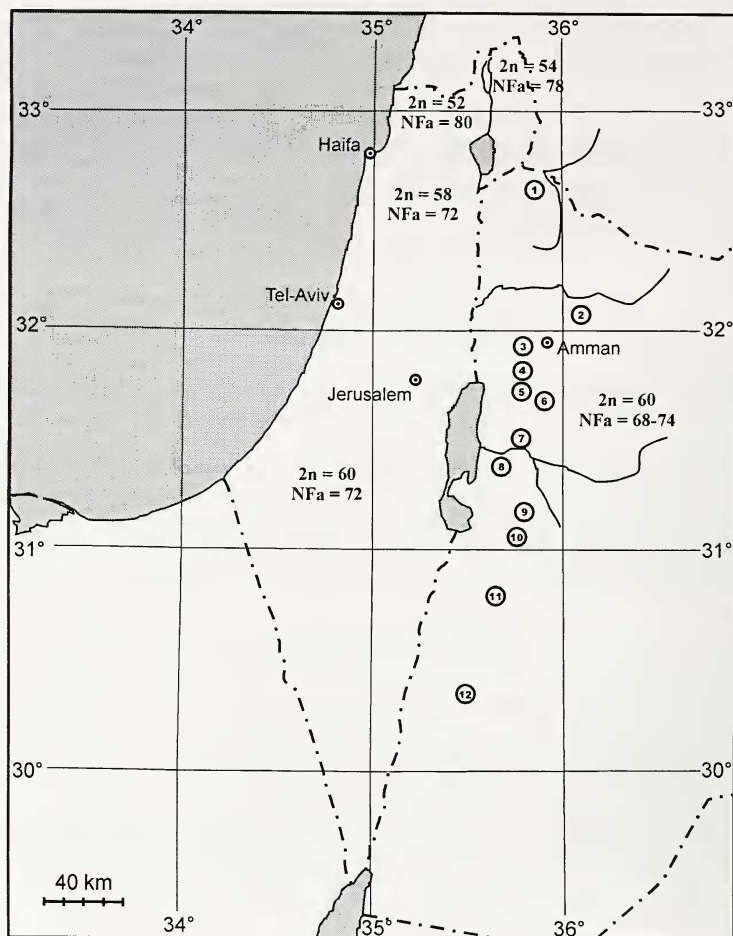 34°
35°
36°
2n = 54
NFa = 78
33°
33°
2n = 52
NFa = 80
Haifa
2n = 58
NFa = 72
1
Tel-Aviv
2
32°
32°
3
Amman
4
Jerusalem
5
6
2n = 60
NFa = 68-74
7
8
2n = 60
NFa = 72
9
31°
10
31°
11
12
30°
30°
40 km
34°
35°
36°